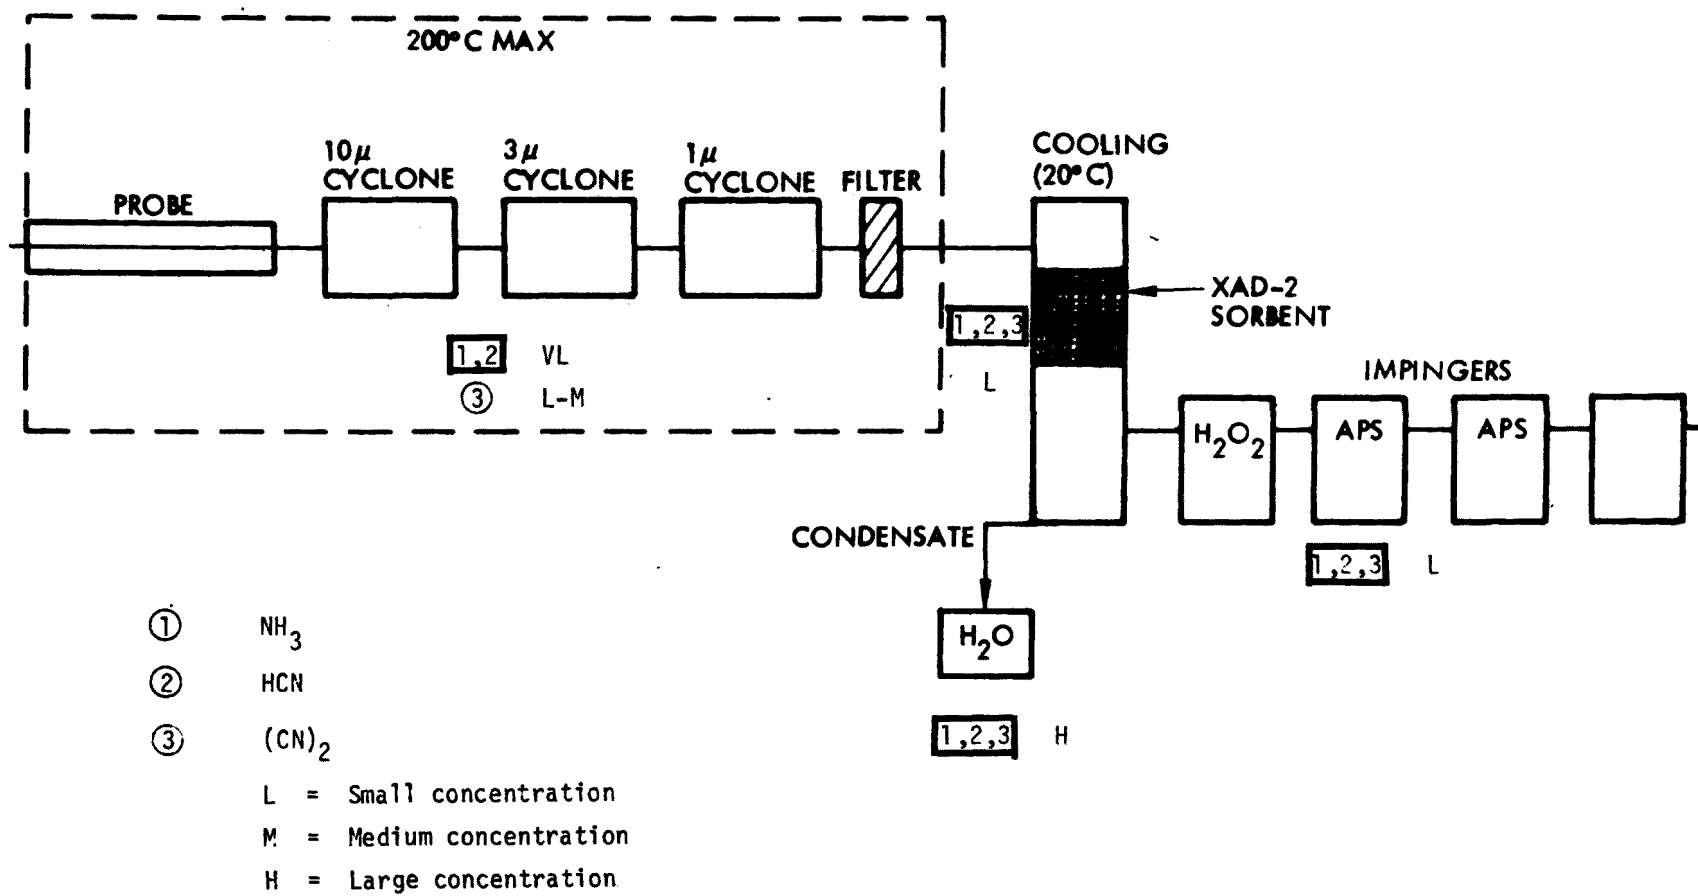 200°C MAX
PROBE
10μ
CYCLONE
3μ
CYCLONE
1μ
CYCLONE
FILTER
COOLING
(20°C)
XAD-2
SORBENT
1,2 VL
③ L-M
1,2,3
L
IMPINGERS
H₂O₂
APS
APS
1,2,3 L
CONDENSATE
H₂O
1,2,3 H
① NH₃
② HCN
③ (CN)₂
L = Small concentration
M = Medium concentration
H = Large concentration